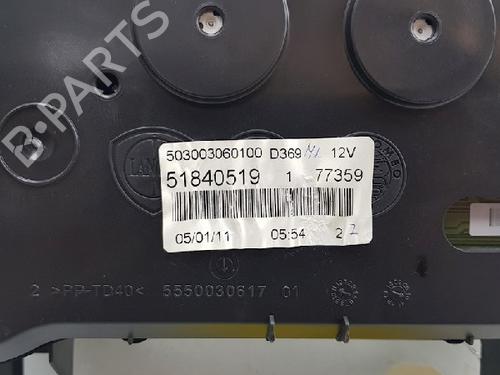 B-PARTS
503003060100 D369 12V
51840519 1 77359
05/01/11 05:54 2
2 >PP-TD40< 5550030617 01